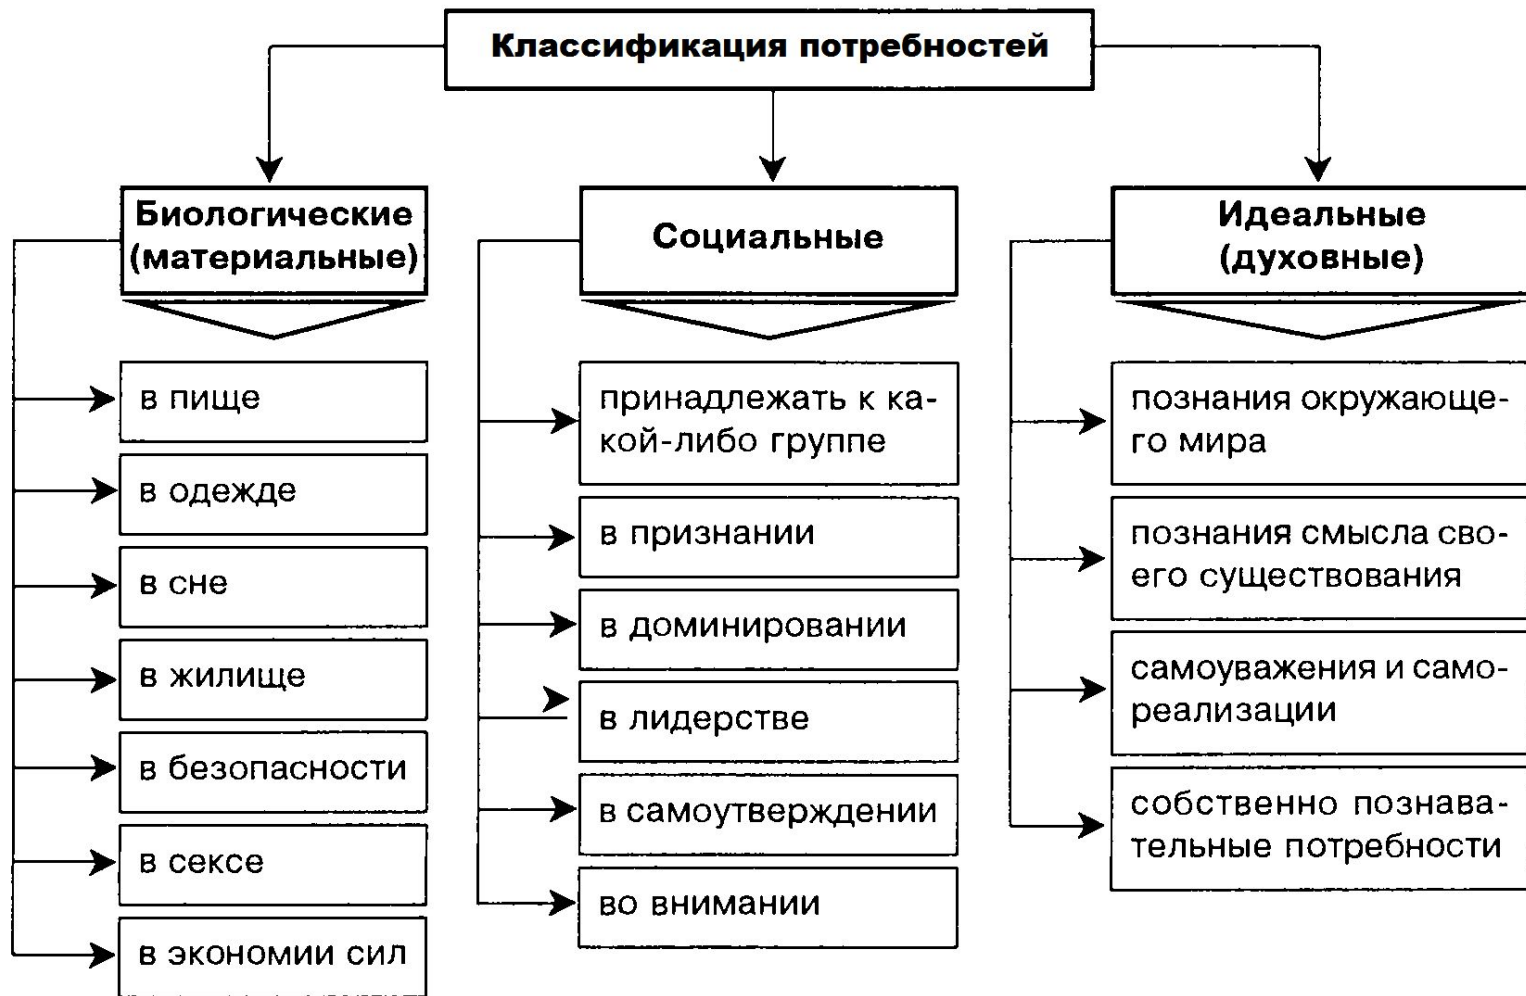 Классификация потребностей
Биологические
(материальные)
в пище
в одежде
в сне
в жилище
в безопасности
в сексе
в экономии сил
Социальные
принадлежать к ка-
кой-либо группе
в признании
в доминировании
в лидерстве
в самоутверждении
во внимании
Идеальные
(духовные)
познания окружающе-
го мира
познания смысла сво-
его существования
самоуважения и само-
реализации
собственно познава-
тельные потребности